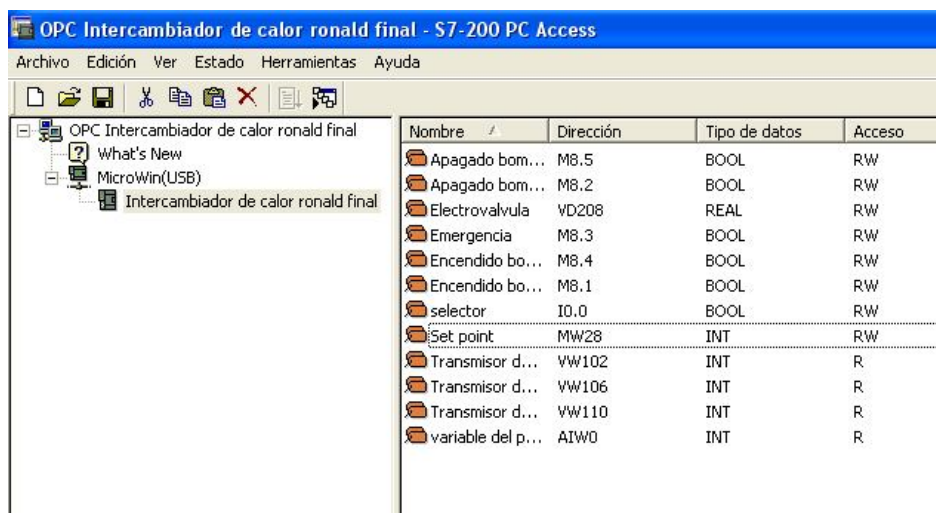 OPC Intercambiador de calor ronald final - S7-200 PC Access
Archivo Edición Ver Estado Herramientas Ayuda
OPC Intercambiador de calor ronald final
What's New
MicroWin(USB)
Intercambiador de calor ronald final
Nombre Dirección Tipo de datos Acceso
Apagado bom... M8.5 BOOL RW
Apagado bom... M8.2 BOOL RW
Electrovalvula VD208 REAL RW
Emergencia M8.3 BOOL RW
Encendido bo... M8.4 BOOL RW
Encendido bo... M8.1 BOOL RW
selector I0.0 BOOL RW
Set point MW28 INT RW
Transmisor d... VW102 INT R
Transmisor d... VW106 INT R
Transmisor d... VW110 INT R
variable del p... AIW0 INT R